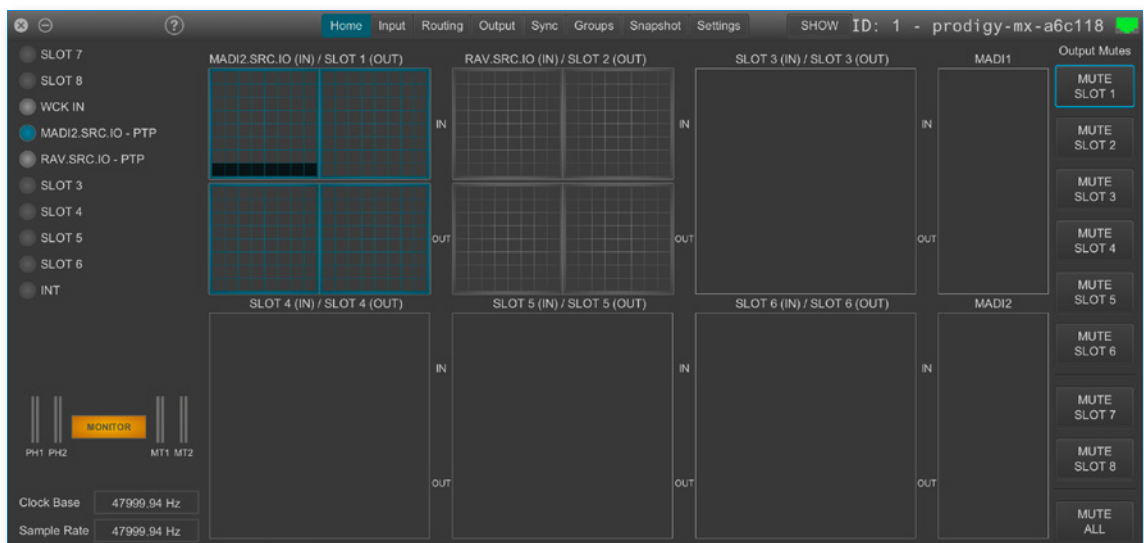 ?
Home Input Routing Output Sync Groups Snapshot Settings SHOW ID: 1 - prodigy-mx-a6c118
SLOT 7
SLOT 8
WCK IN
MADI2.SRC.IO - PTP
RAV.SRC.IO - PTP
SLOT 3
SLOT 4
SLOT 5
SLOT 6
INT
MONITOR
PH1 PH2 MT1 MT2
Clock Base 47999.94 Hz
Sample Rate 47999.94 Hz
MADI2.SRC.IO (IN) / SLOT 1 (OUT) RAV.SRC.IO (IN) / SLOT 2 (OUT) SLOT 3 (IN) / SLOT 3 (OUT) MADI1
IN IN IN
OUT OUT OUT
SLOT 4 (IN) / SLOT 4 (OUT) SLOT 5 (IN) / SLOT 5 (OUT) SLOT 6 (IN) / SLOT 6 (OUT) MADI2
IN IN IN
OUT OUT OUT
Output Mutes
MUTE
SLOT 1
MUTE
SLOT 2
MUTE
SLOT 3
MUTE
SLOT 4
MUTE
SLOT 5
MUTE
SLOT 6
MUTE
SLOT 7
MUTE
SLOT 8
MUTE
ALL